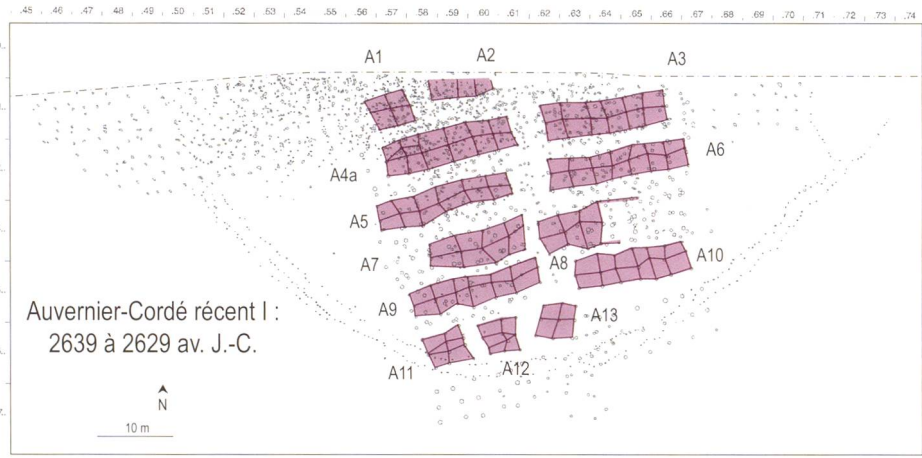 .45 .46 .47 .48 .49 .50 .51 .52 .53 .54 .55 .56 .57 .58 .59 .60 .61 .62 .63 .64 .65 .66 .67 .68 .69 .70 .71 .72 .73 .74
A1 A2 A3
A4a A6
A5
A7 A8 A10
A9
A13
A11 A12
Auvernier-Cordé récent I :
2639 à 2629 av. J.-C.
N
10 m